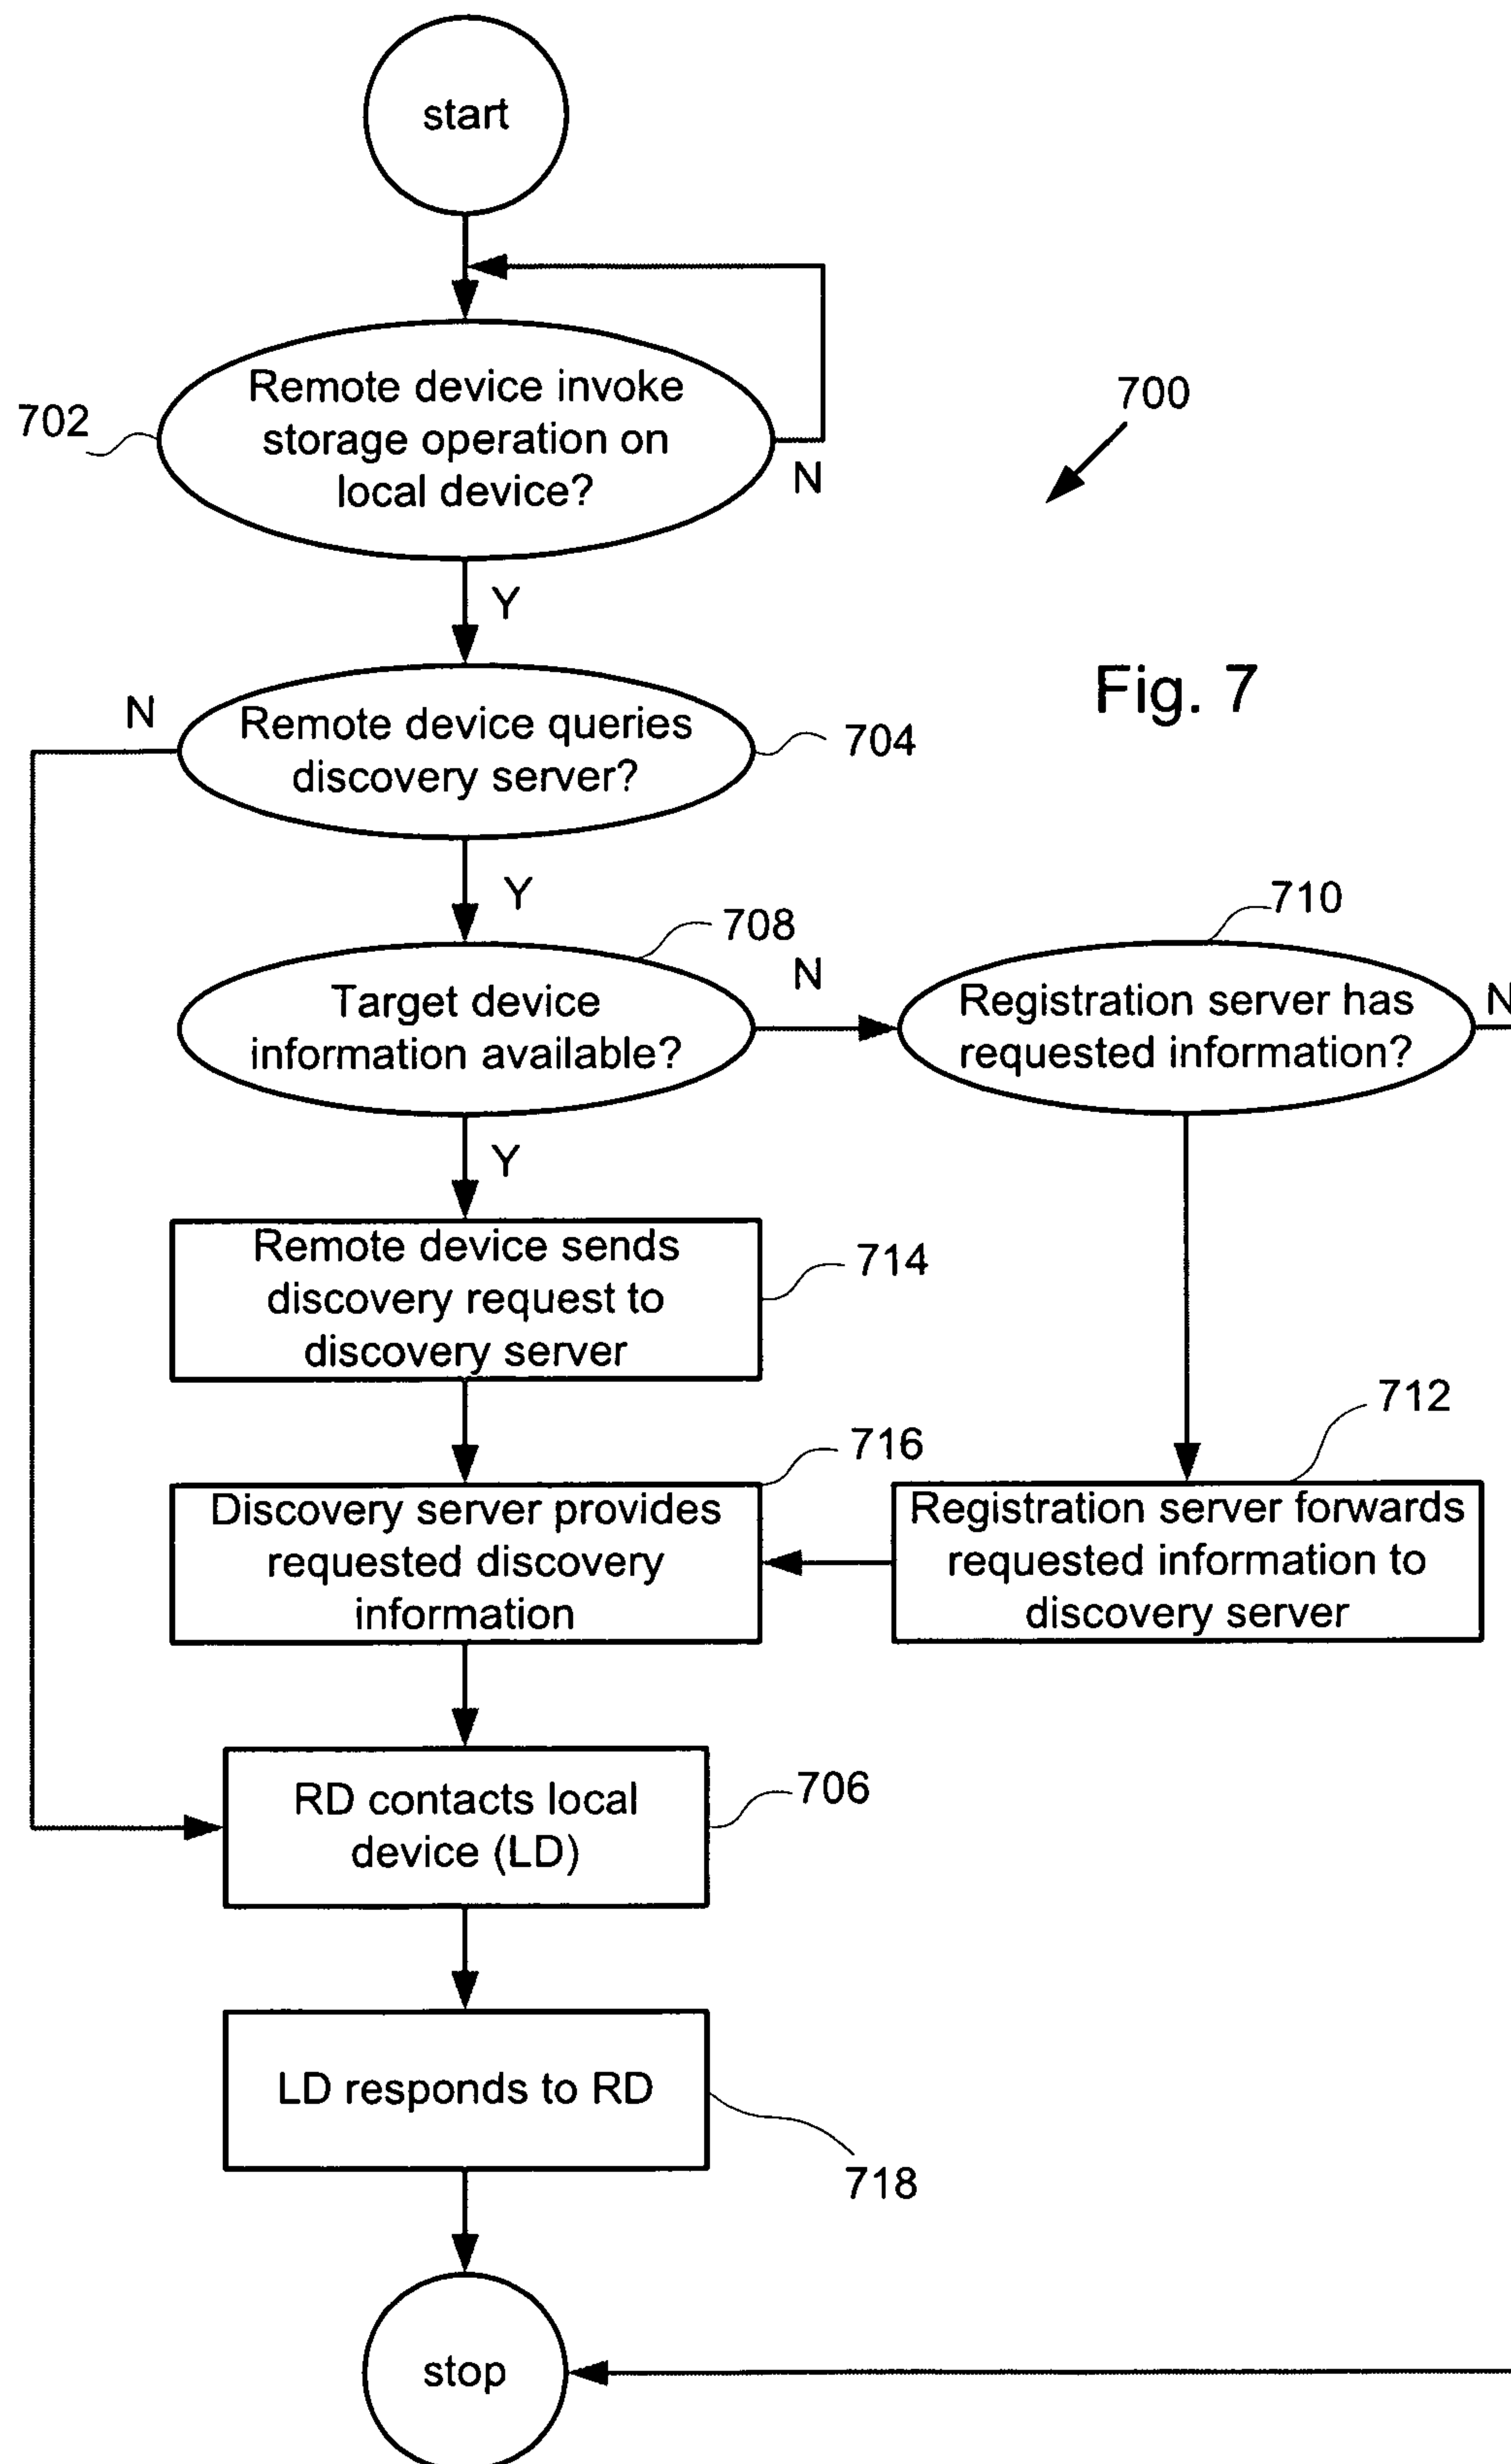 start
Remote device invoke
storage operation on
local device?
702
N
700
Y
Fig. 7
N
Remote device queries
discovery server?
704
Y
708
N
710
Target device
information available?
Registration server has
requested information?
N
Y
Remote device sends
discovery request to
discovery server
714
712
716
Discovery server provides
requested discovery
information
Registration server forwards
requested information to
discovery server
RD contacts local
device (LD)
706
LD responds to RD
718
stop